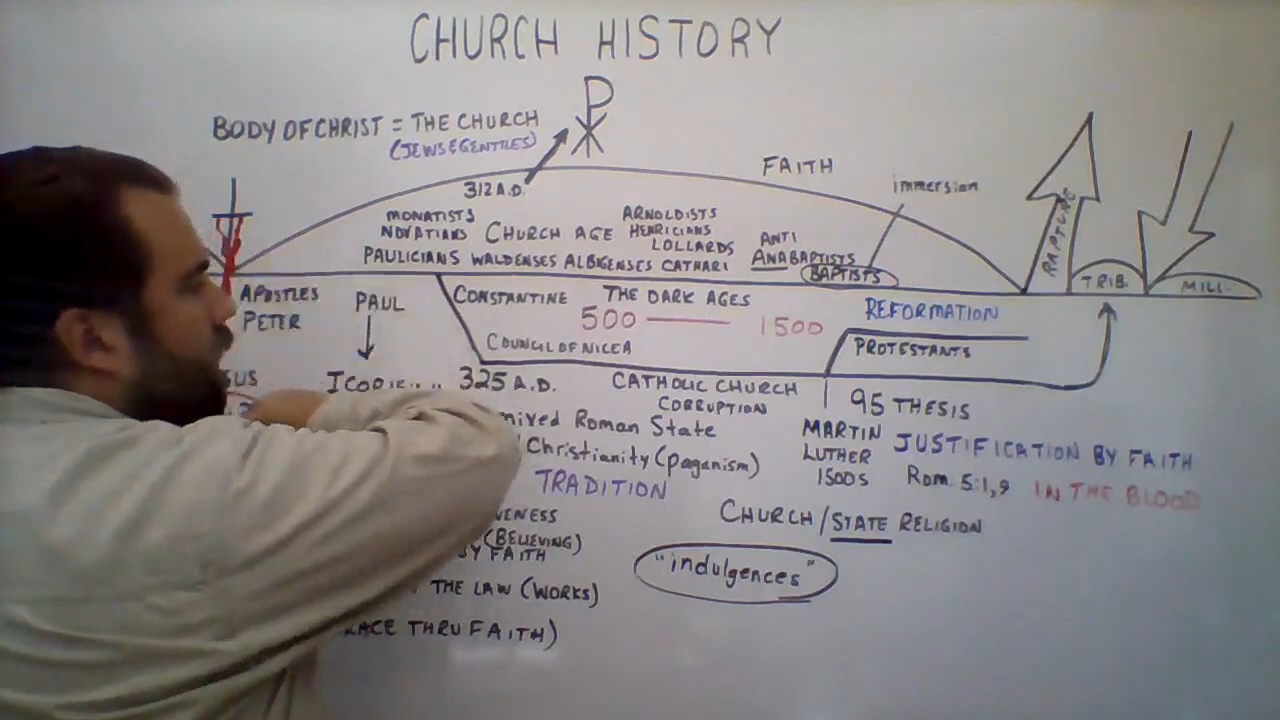 CHURCH HISTORY
BODY OF CHRIST = THE CHURCH
(JEWS & GENTILES)
312 A.D.
FAITH
immersion
MONATISTS
NOVATIANS
CHURCH AGE
ARNOLDISTS
HENRICIANS
LOLLARDS
PAULICIANS WALDENSES ALBIGENSES CATHARI
ANTI
ANABAPTISTS
BAPTISTS
RAPTURE
TRIB.
MILL.
APOSTLES
PETER
PAUL
CONSTANTINE
THE DARK AGES
500 — 1500
COUNCIL OF NICEA
REFORMATION
PROTESTANTS
325 A.D.
CATHOLIC CHURCH
CORRUPTION
mixed Roman State
Christianity (paganism)
TRADITION
95 THESIS
MARTIN
LUTHER
1500S
JUSTIFICATION BY FAITH
Rom. 5:1,9 IN THE BLOOD
CHURCH/STATE RELIGION
"indulgences"
(BELIEVING)
BY FAITH
THE LAW (WORKS)
THRU FAITH)